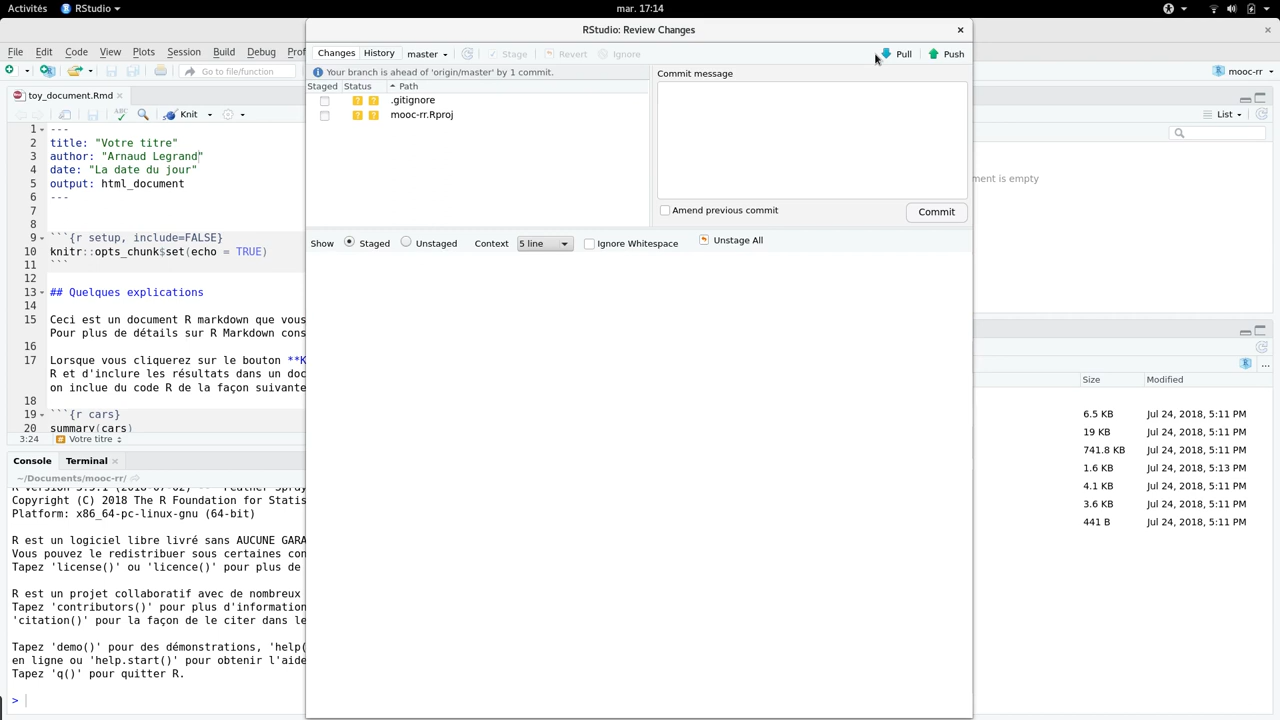 Activités RStudio mar. 17:14
RStudio: Review Changes
File Edit Code View Plots Session Build Debug
Changes History master Stage Revert Ignore Pull Push
Go to file/function mooc-rr
Your branch is ahead of 'origin/master' by 1 commit.
Commit message
Staged Status Path
.gitignore
mooc-rr.Rproj
Amend previous commit
Commit
Show Staged Unstaged Context 5 line Ignore Whitespace Unstage All
toy_document.Rmd
ABC Knit
1 ---
2 title: "Votre titre"
3 author: "Arnaud Legrand"
4 date: "La date du jour"
5 output: html_document
6 ---
7
8
9 ```{r setup, include=FALSE}
10 knitr::opts_chunk$set(echo = TRUE)
11 ```
12
13 ## Quelques explications
14
15 Ceci est un document R markdown que vous
Pour plus de détails sur R Markdown cons
16
17 Lorsque vous cliquerez sur le bouton **K
R et d'inclure les résultats dans un doc
on inclue du code R de la façon suivante
18
19 ```{r cars}
20 summary(cars)
3:24 Votre titre
Console Terminal
~/Documents/mooc-rr/
Copyright (C) 2018 The R Foundation for Statis
Platform: x86_64-pc-linux-gnu (64-bit)
R est un logiciel libre livré sans AUCUNE GARA
Vous pouvez le redistribuer sous certaines con
Tapez 'license()' ou 'licence()' pour plus de
R est un projet collaboratif avec de nombreux
Tapez 'contributors()' pour plus d'information
'citation()' pour la façon de le citer dans le
Tapez 'demo()' pour des démonstrations, 'help(
en ligne ou 'help.start()' pour obtenir l'aide
Tapez 'q()' pour quitter R.
>
List
ment is empty
Size Modified
6.5 KB Jul 24, 2018, 5:11 PM
19 KB Jul 24, 2018, 5:11 PM
741.8 KB Jul 24, 2018, 5:11 PM
1.6 KB Jul 24, 2018, 5:13 PM
4.1 KB Jul 24, 2018, 5:11 PM
3.6 KB Jul 24, 2018, 5:11 PM
441 B Jul 24, 2018, 5:11 PM